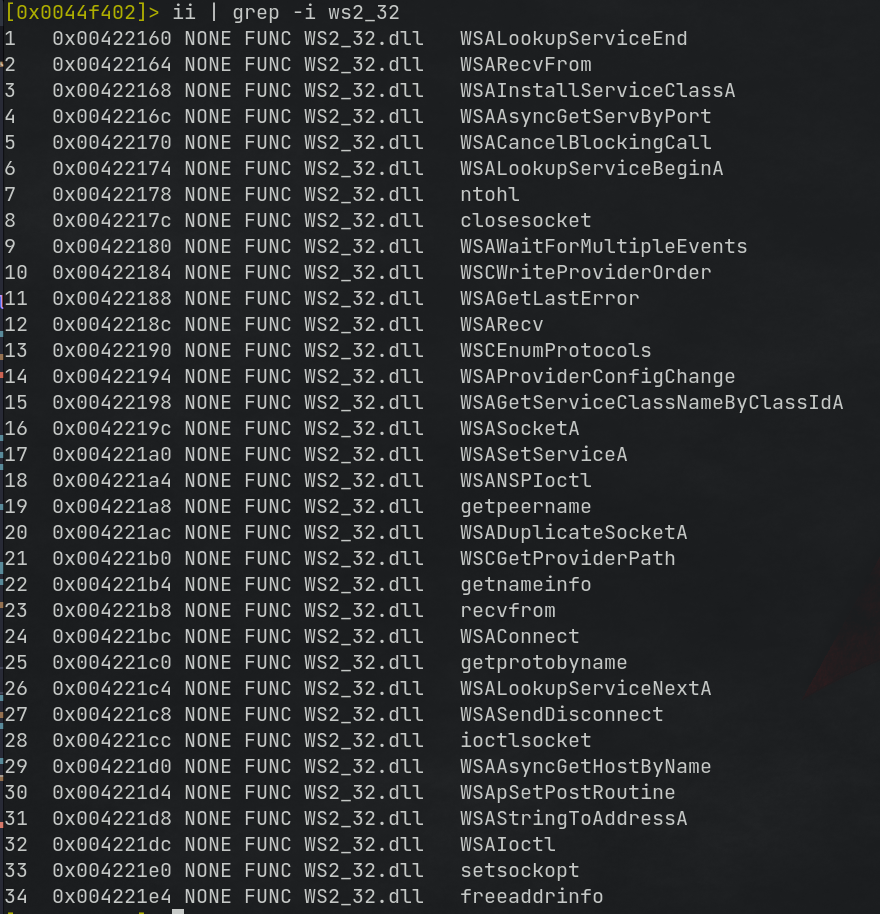 [0x0044f402]> ii | grep -i ws2_32
1 0x00422160 NONE FUNC WS2_32.dll WSALookupServiceEnd
2 0x00422164 NONE FUNC WS2_32.dll WSARecvFrom
3 0x00422168 NONE FUNC WS2_32.dll WSAInstallServiceClassA
4 0x0042216c NONE FUNC WS2_32.dll WSAAsyncGetServByPort
5 0x00422170 NONE FUNC WS2_32.dll WSACancelBlockingCall
6 0x00422174 NONE FUNC WS2_32.dll WSALookupServiceBeginA
7 0x00422178 NONE FUNC WS2_32.dll ntohl
8 0x0042217c NONE FUNC WS2_32.dll closesocket
9 0x00422180 NONE FUNC WS2_32.dll WSAWaitForMultipleEvents
10 0x00422184 NONE FUNC WS2_32.dll WSCWriteProviderOrder
11 0x00422188 NONE FUNC WS2_32.dll WSAGetLastError
12 0x0042218c NONE FUNC WS2_32.dll WSARecv
13 0x00422190 NONE FUNC WS2_32.dll WSCEnumProtocols
14 0x00422194 NONE FUNC WS2_32.dll WSAProviderConfigChange
15 0x00422198 NONE FUNC WS2_32.dll WSAGetServiceClassNameByClassIdA
16 0x0042219c NONE FUNC WS2_32.dll WSASocketA
17 0x004221a0 NONE FUNC WS2_32.dll WSASetServiceA
18 0x004221a4 NONE FUNC WS2_32.dll WSANSPIoctl
19 0x004221a8 NONE FUNC WS2_32.dll getpeername
20 0x004221ac NONE FUNC WS2_32.dll WSADuplicateSocketA
21 0x004221b0 NONE FUNC WS2_32.dll WSCGetProviderPath
22 0x004221b4 NONE FUNC WS2_32.dll getnameinfo
23 0x004221b8 NONE FUNC WS2_32.dll recvfrom
24 0x004221bc NONE FUNC WS2_32.dll WSAConnect
25 0x004221c0 NONE FUNC WS2_32.dll getprotobyname
26 0x004221c4 NONE FUNC WS2_32.dll WSALookupServiceNextA
27 0x004221c8 NONE FUNC WS2_32.dll WSASendDisconnect
28 0x004221cc NONE FUNC WS2_32.dll ioctlsocket
29 0x004221d0 NONE FUNC WS2_32.dll WSAAsyncGetHostByName
30 0x004221d4 NONE FUNC WS2_32.dll WSApSetPostRoutine
31 0x004221d8 NONE FUNC WS2_32.dll WSAStringToAddressA
32 0x004221dc NONE FUNC WS2_32.dll WSAIoctl
33 0x004221e0 NONE FUNC WS2_32.dll setsockopt
34 0x004221e4 NONE FUNC WS2_32.dll freeaddrinfo